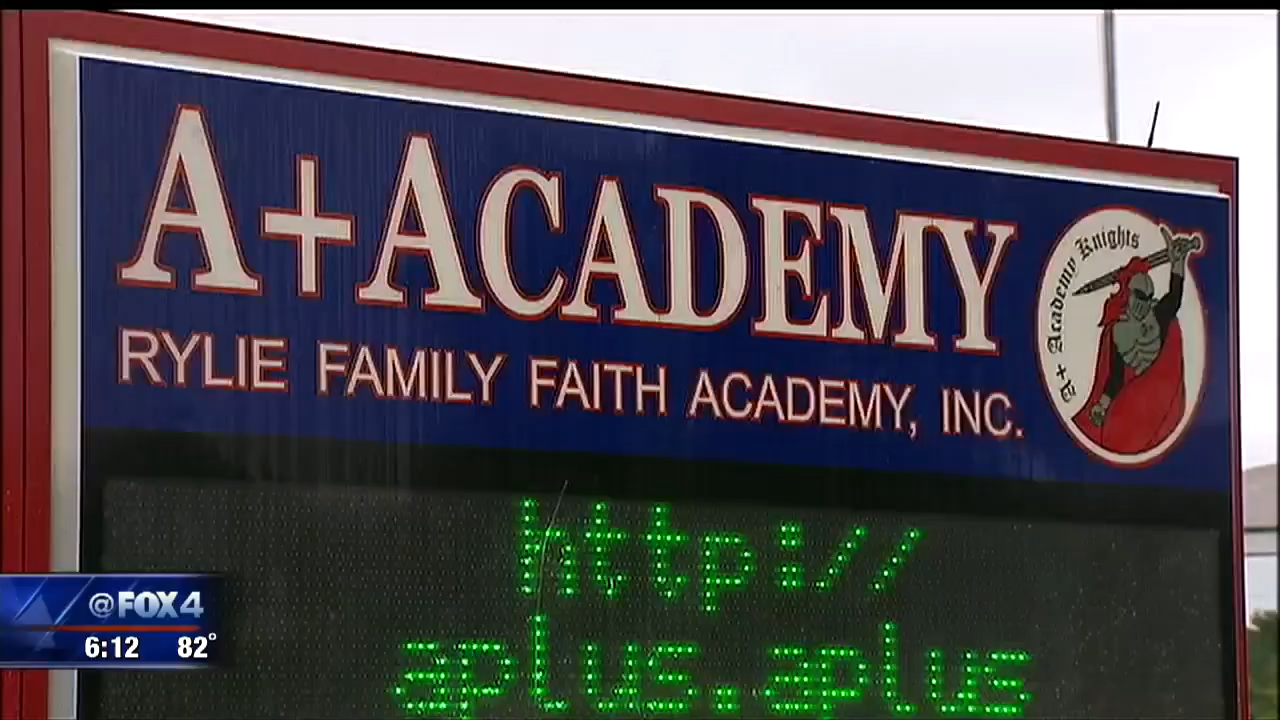 A+ACADEMY
RYLIE FAMILY FAITH ACADEMY, INC.
A+ Academy Knights
http://
aplus.aplus
@FOX4
6:12 82°